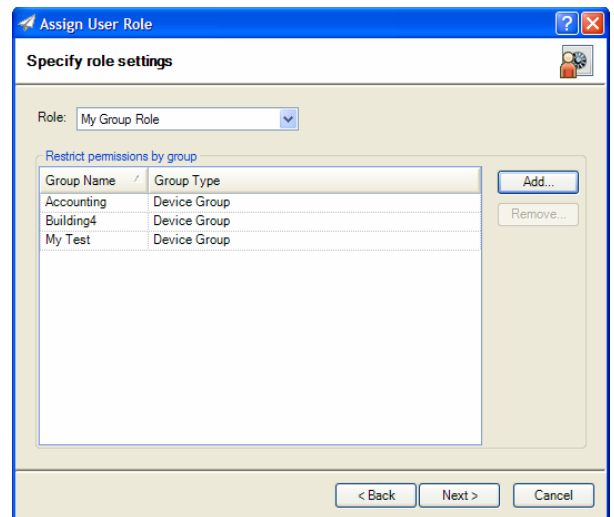 Assign User Role
Specify role settings
Role: My Group Role
Restrict permissions by group
Group Name Group Type
Add...
Accounting Device Group
Remove...
Building4 Device Group
My Test Device Group
< Back Next > Cancel